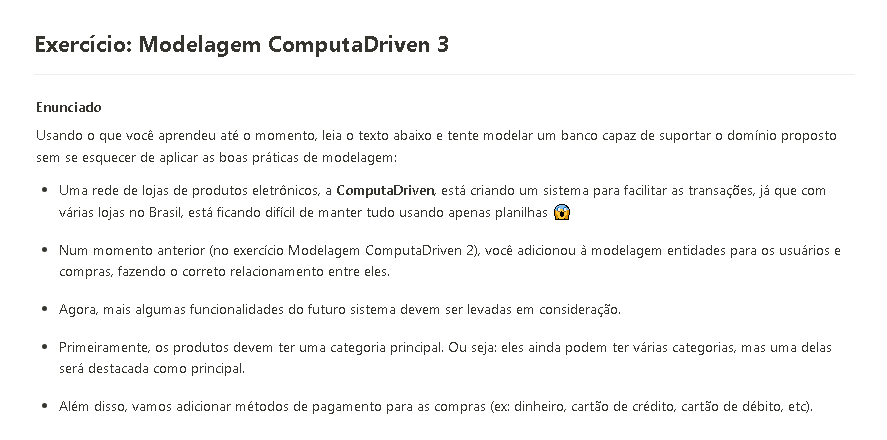 Exercício: Modelagem ComputaDriven 3
Enunciado
Usando o que você aprendeu até o momento, leia o texto abaixo e tente modelar um banco capaz de suportar o domínio proposto
sem se esquecer de aplicar as boas práticas de modelagem:
• Uma rede de lojas de produtos eletrônicos, a ComputaDriven, está criando um sistema para facilitar as transações, já que com
várias lojas no Brasil, está ficando difícil de manter tudo usando apenas planilhas 😱
• Num momento anterior (no exercício Modelagem ComputaDriven 2), você adicionou à modelagem entidades para os usuários e
compras, fazendo o correto relacionamento entre eles.
• Agora, mais algumas funcionalidades do futuro sistema devem ser levadas em consideração.
• Primeiramente, os produtos devem ter uma categoria principal. Ou seja: eles ainda podem ter várias categorias, mas uma delas
será destacada como principal.
• Além disso, vamos adicionar métodos de pagamento para as compras (ex: dinheiro, cartão de crédito, cartão de débito, etc).